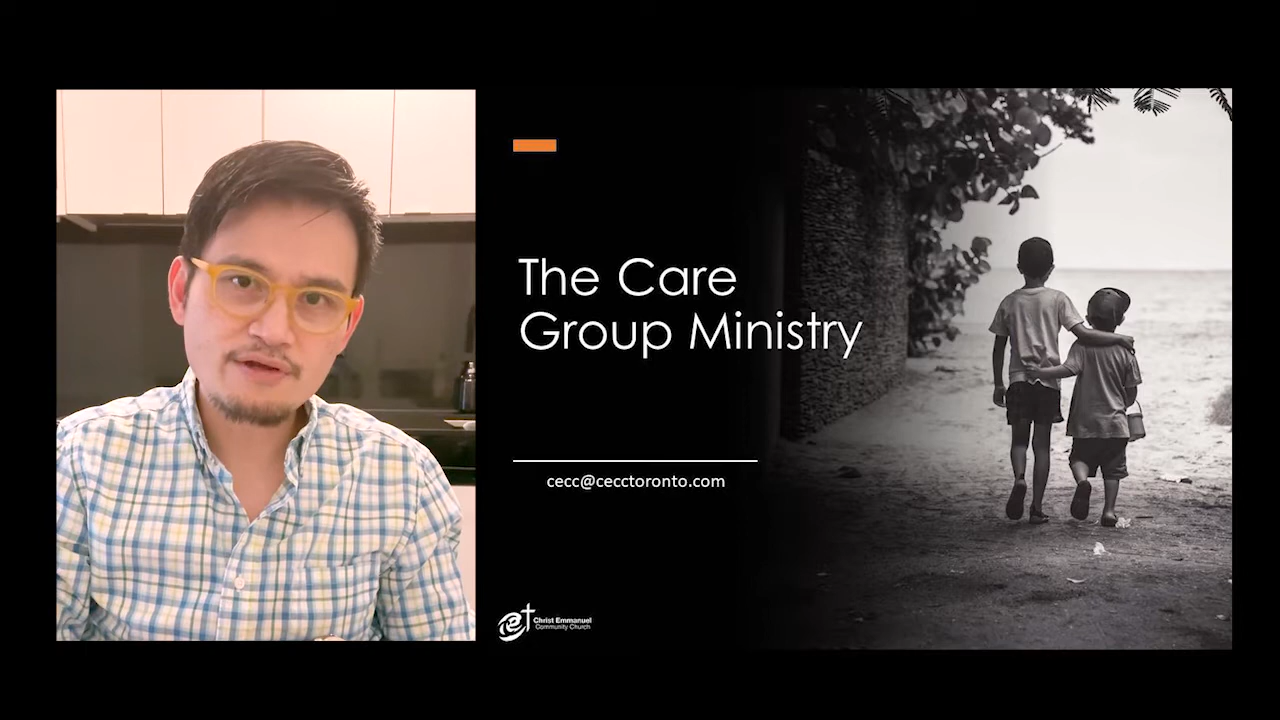 The Care
Group Ministry
cecc@cecctoronto.com
Christ Emmanuel
Community Church